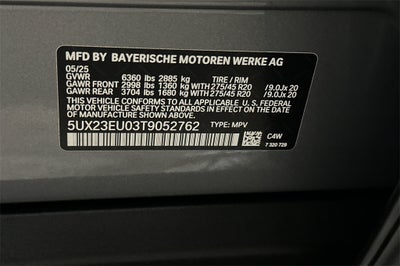 MFD BY BAYERISCHE MOTOREN WERKE AG
05/25 TIRE / RIM
GVWR 6360 lbs 2885 kg
GAWR FRONT 2998 lbs 1360 kg WITH 275/45 R20 / 9.0Jx 20
GAWR REAR 3704 lbs 1680 kg WITH 275/45 R20 / 9.0Jx 20
THIS VEHICLE CONFORMS TO ALL APPLICABLE U.S. FEDERAL
MOTOR VEHICLE SAFETY STANDARDS IN EFFECT ON THE DATE
OF MANUFACTURE SHOWN ABOVE.
5UX23EU03T9052762 TYPE: MPV
C4W
7 320 729